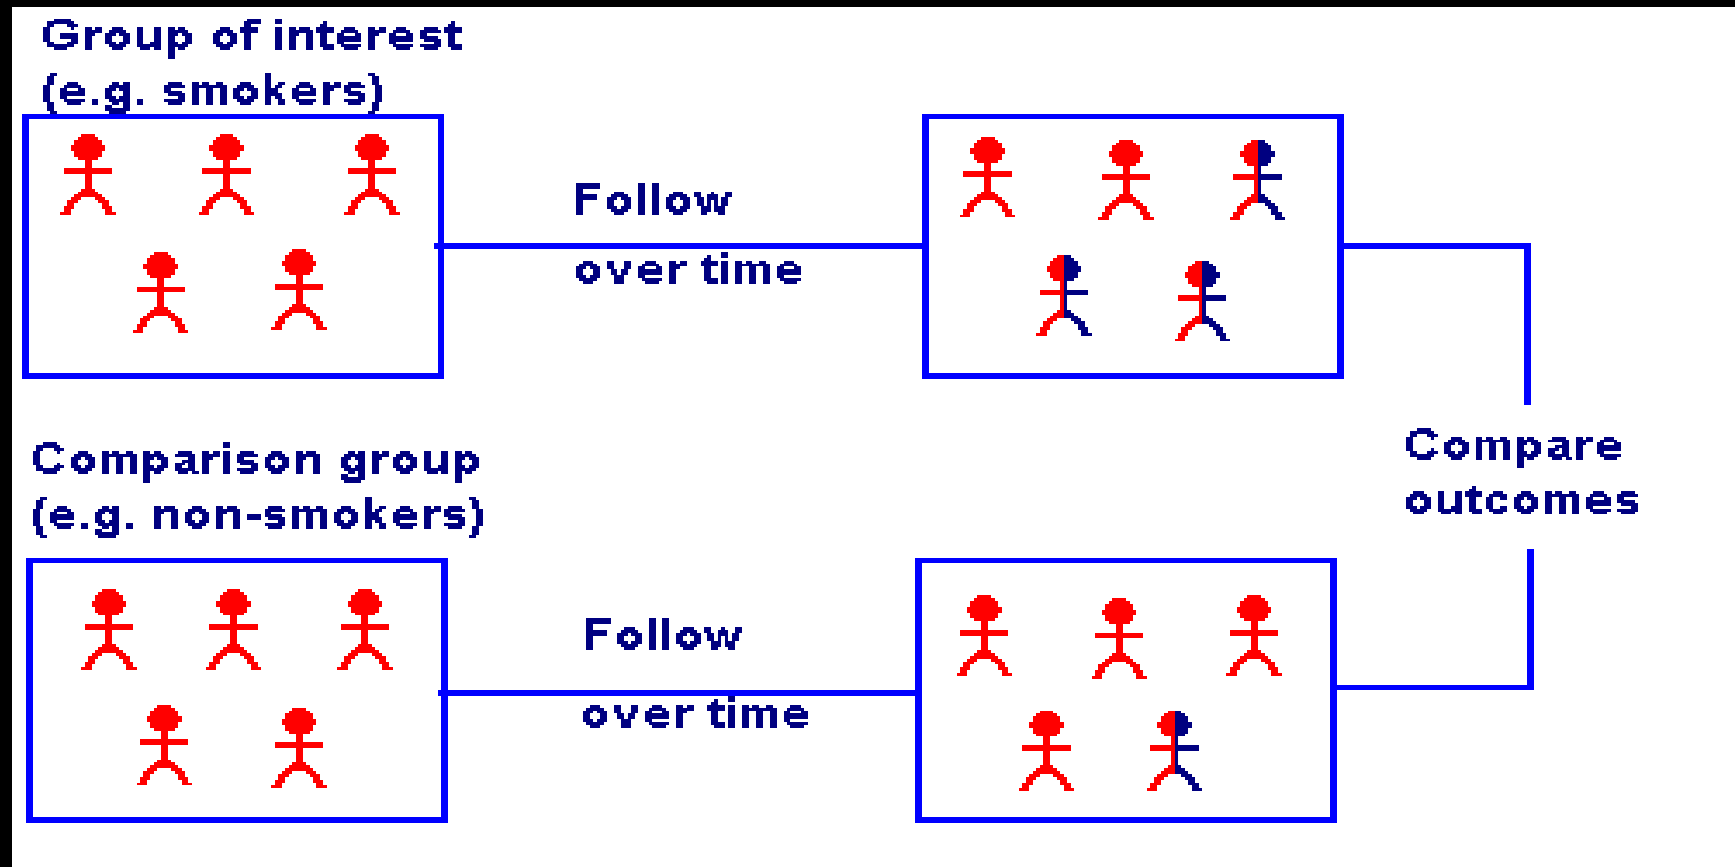 Group of interest
(e.g. smokers)
Follow
over time
Comparison group
(e.g. non-smokers)
Follow
over time
Compare
outcomes